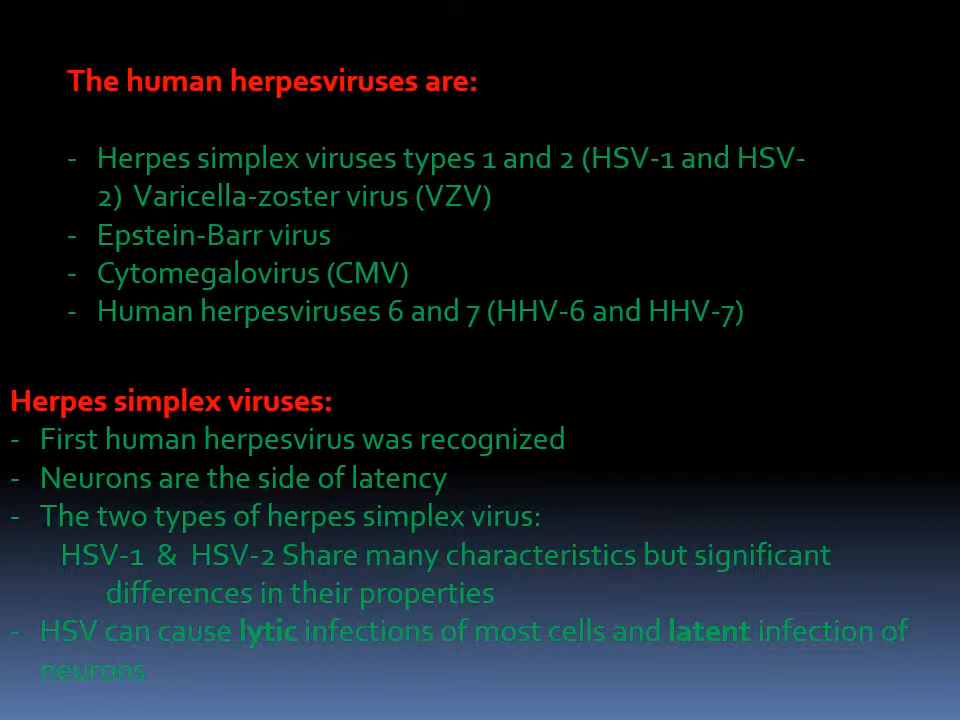 The human herpesviruses are:
- Herpes simplex viruses types 1 and 2 (HSV-1 and HSV-
2) Varicella-zoster virus (VZV)
- Epstein-Barr virus
- Cytomegalovirus (CMV)
- Human herpesviruses 6 and 7 (HHV-6 and HHV-7)
Herpes simplex viruses:
- First human herpesvirus was recognized
- Neurons are the side of latency
- The two types of herpes simplex virus:
HSV-1 & HSV-2 Share many characteristics but significant
differences in their properties
- HSV can cause lytic infections of most cells and latent infection of
neurons